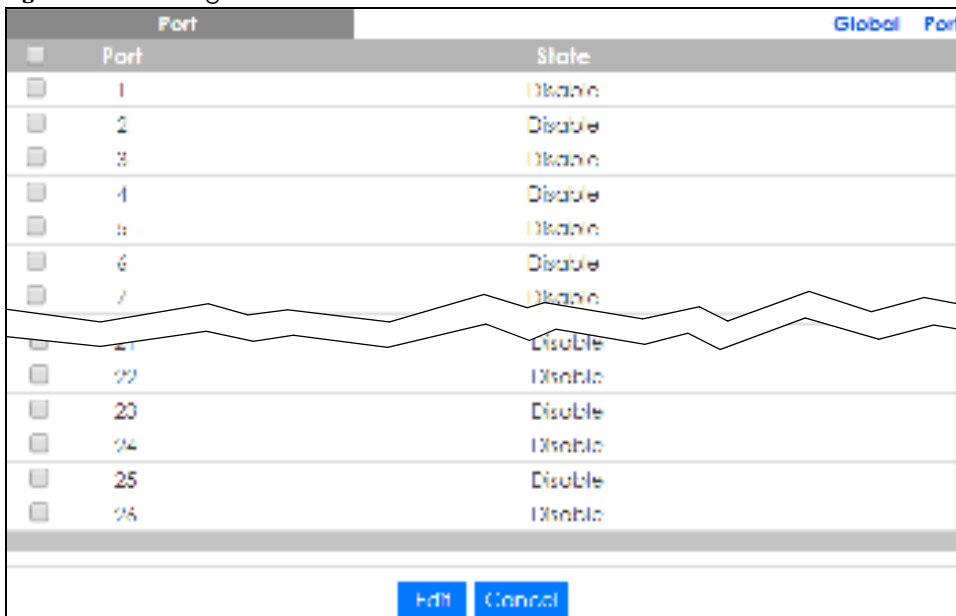 Port Global Port
Port State
1 Disable
2 Disable
3 Disable
4 Disable
5 Disable
6 Disable
7 Disable
21 Disable
22 Disable
23 Disable
24 Disable
25 Disable
26 Disable
Edit Cancel